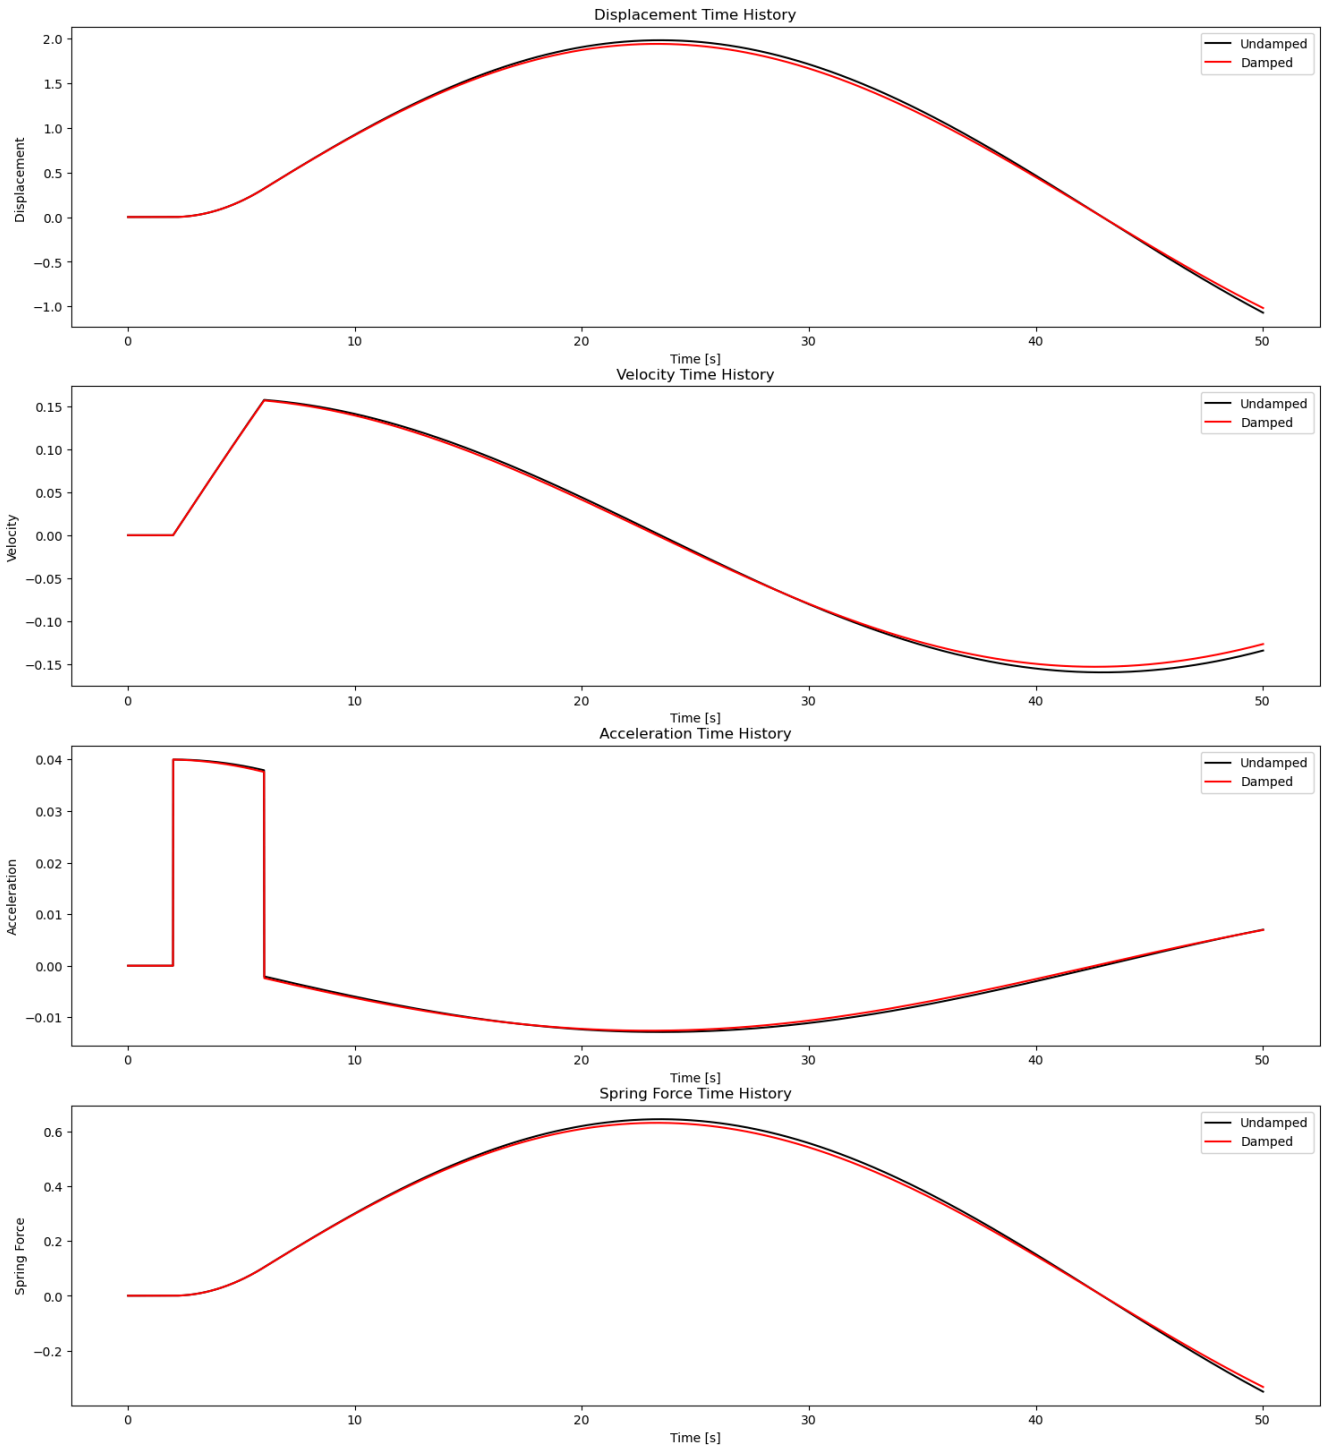 Displacement Time History
Undamped
Damped
Displacement
2.0
1.5
1.0
0.5
0.0
−0.5
−1.0
0 10 20 30 40 50
Time [s]
Velocity Time History
Undamped
Damped
Velocity
0.15
0.10
0.05
0.00
−0.05
−0.10
−0.15
0 10 20 30 40 50
Time [s]
Acceleration Time History
Undamped
Damped
Acceleration
0.04
0.03
0.02
0.01
0.00
−0.01
0 10 20 30 40 50
Time [s]
Spring Force Time History
Undamped
Damped
Spring Force
0.6
0.4
0.2
0.0
−0.2
0 10 20 30 40 50
Time [s]